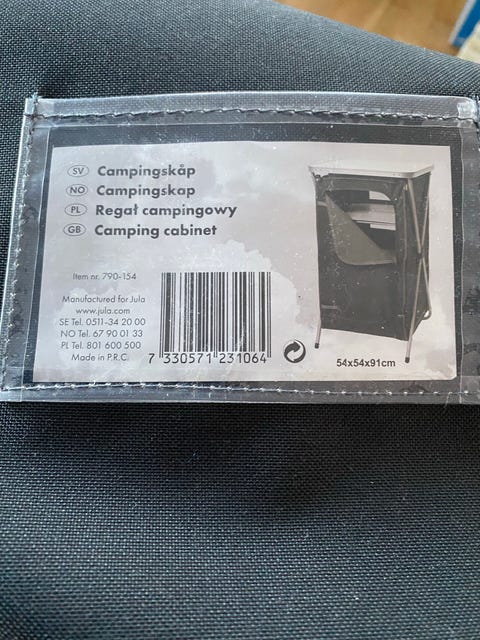 SV Campingskåp
NO Campingskap
PL Regał campingowy
GB Camping cabinet
Item nr. 790-154
Manufactured for Jula
www.jula.com
SE Tel. 0511-34 20 00
NO Tel. 67 90 01 33
PL Tel. 801 600 500
Made in P.R.C.
7 330571 231064
54x54x91cm